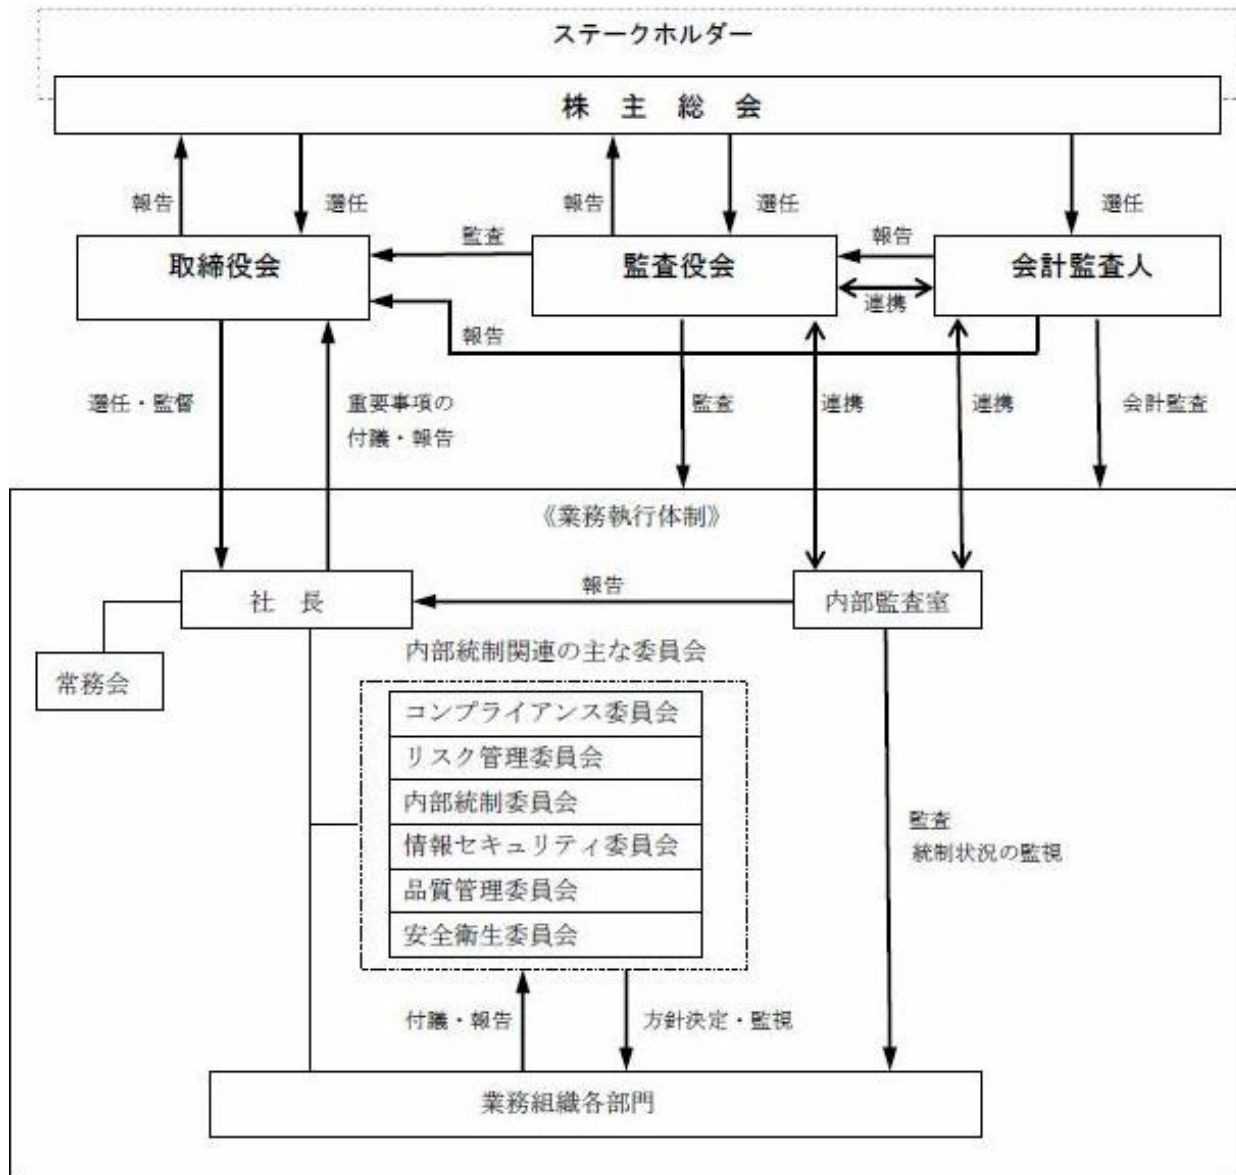 ステークホルダー
株 主 総 会
報告
選任
報告
選任
選任
取締役会
監査
監査役会
報告
会計監査人
連携
報告
選任・監督
重要事項の
付議・報告
監査
連携
連携
会計監査
《業務執行体制》
社 長
報告
内部監査室
常務会
内部統制関連の主な委員会
コンプライアンス委員会
リスク管理委員会
内部統制委員会
情報セキュリティ委員会
品質管理委員会
安全衛生委員会
監査
統制状況の監視
付議・報告
方針決定・監視
業務組織各部門